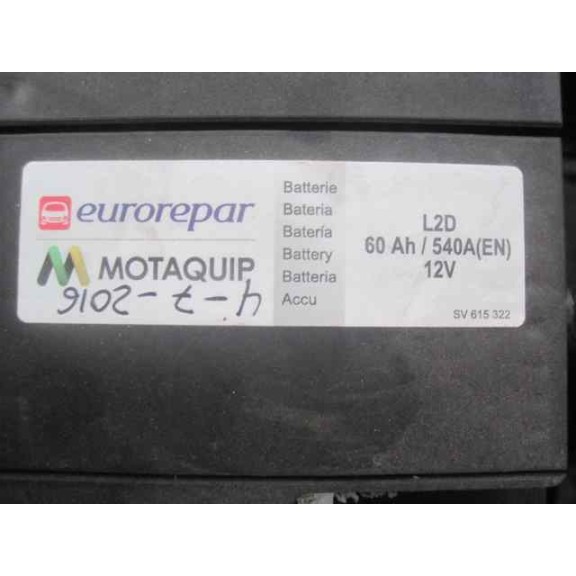 eurorepar
MOTAQUIP
4-7-2016
Batterie
Bateria
Batería
Battery
Batteria
Accu
L2D
60 Ah / 540A(EN)
12V
SV 615 322